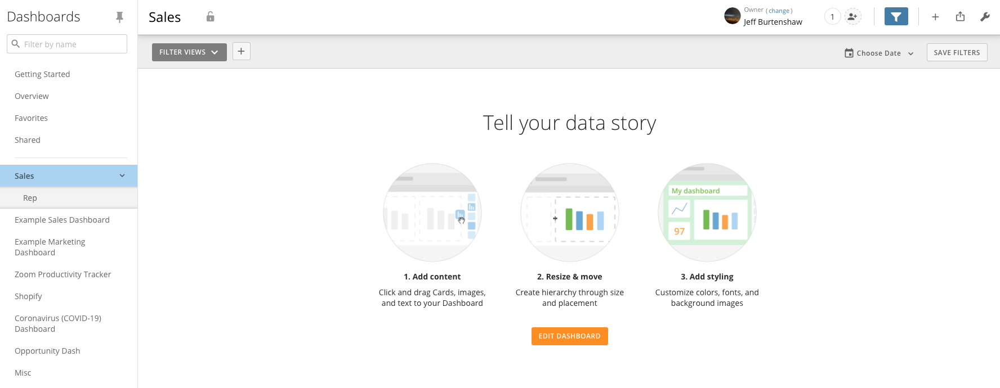 Dashboards
Filter by name
Getting Started
Overview
Favorites
Shared
Sales
Rep
Example Sales Dashboard
Example Marketing
Dashboard
Zoom Productivity Tracker
Shopify
Coronavirus (COVID-19)
Dashboard
Opportunity Dash
Misc
Sales
Owner (change)
Jeff Burtenshaw
1
FILTER VIEWS
Choose Date
SAVE FILTERS
Tell your data story
My dashboard
97
1. Add content
Click and drag Cards, images,
and text to your Dashboard
2. Resize & move
Create hierarchy through size
and placement
3. Add styling
Customize colors, fonts, and
background images
EDIT DASHBOARD